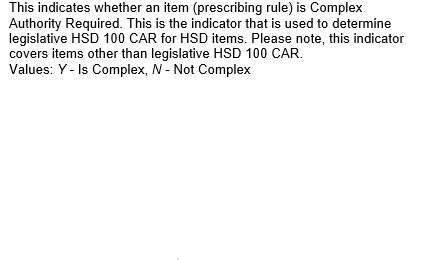 This indicates whether an item (prescribing rule) is Complex
Authority Required. This is the indicator that is used to determine
legislative HSD 100 CAR for HSD items. Please note, this indicator
covers items other than legislative HSD 100 CAR.
Values: Y - Is Complex, N - Not Complex